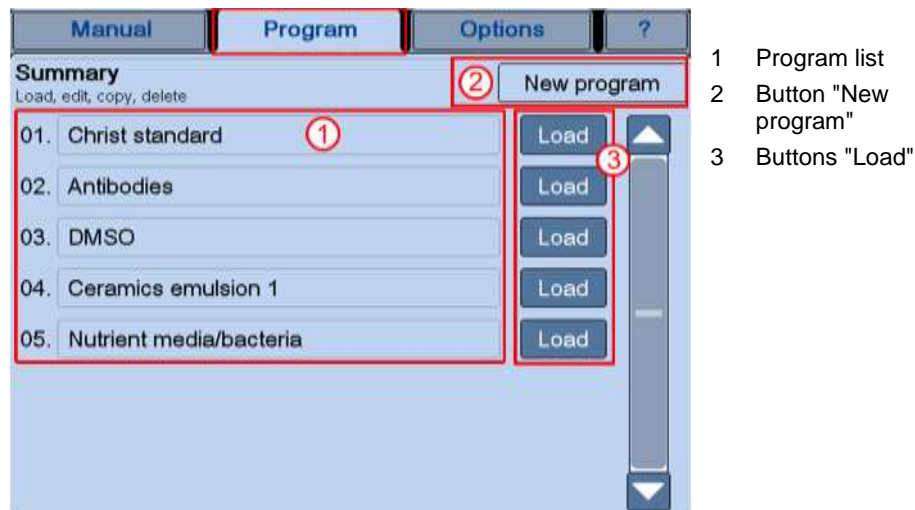 Manual Program Options ?
Summary
Load, edit, copy, delete
2 New program
01. Christ standard 1 Load
3
02. Antibodies Load
03. DMSO Load
04. Ceramics emulsion 1 Load
05. Nutrient media/bacteria Load
1 Program list
2 Button "New
program"
3 Buttons "Load"